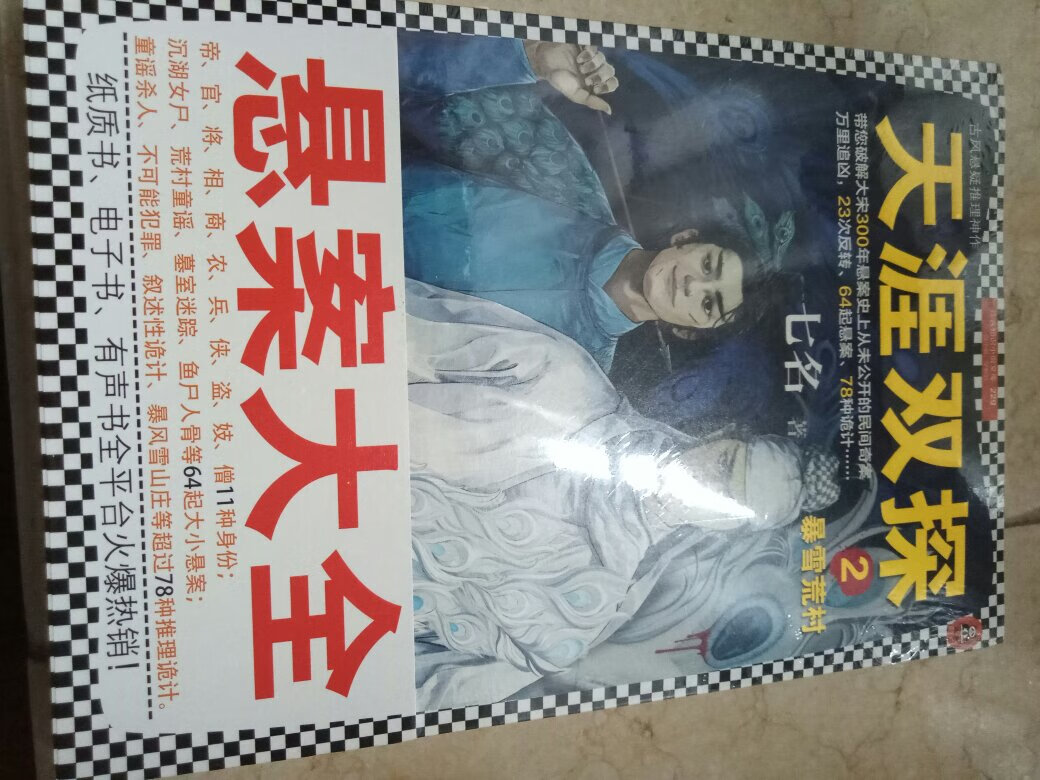 古风悬疑推理神作
天涯双探
2
暴雪荒村
带您破解大宋300年悬案史上从未公开的民间奇案
万里追凶，23次反转、64起悬案、78种诡计……
七名 著
悬案大全
帝、官、将、相、商、农、兵、侠、盗、妓、僧11种身份；
沉湖女尸、荒村童谣、墓室迷踪、鱼尸人骨等64起大小悬案；
童谣杀人、不可能犯罪、叙述性诡计、暴风雪山庄等超过78种推理诡计。
纸质书、电子书、有声书全平台火爆热销！